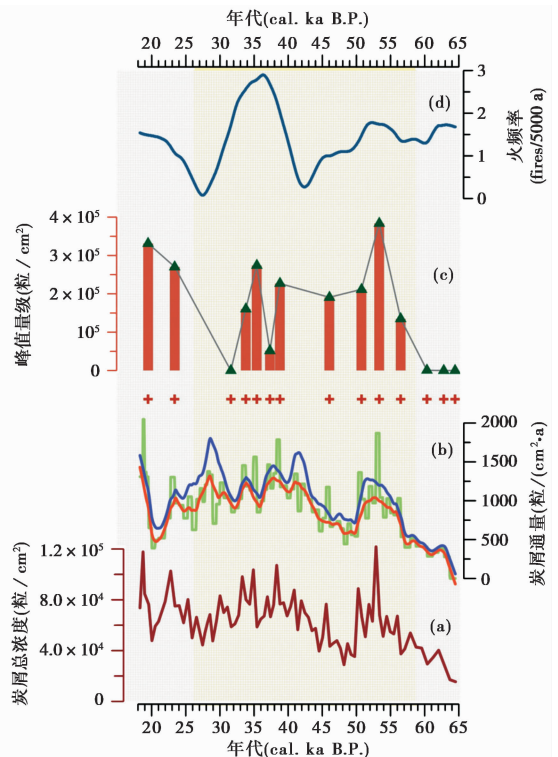 年代(cal. ka B.P.)
20 25 30 35 40 45 50 55 60 65
(d)
3
2
1
0
火频率
(fires/5000 a)
4 × 10⁵
3 × 10⁵
2 × 10⁵
10⁵
0
峰值量级(粒 / cm²)
(c)
(b)
2000
1500
1000
500
0
炭屑通量(粒/(cm²·a)
1.2 × 10⁵
8.0 × 10⁴
4.0 × 10⁴
0
炭屑总浓度(粒 / cm²)
(a)
20 25 30 35 40 45 50 55 60 65
年代(cal. ka B.P.)